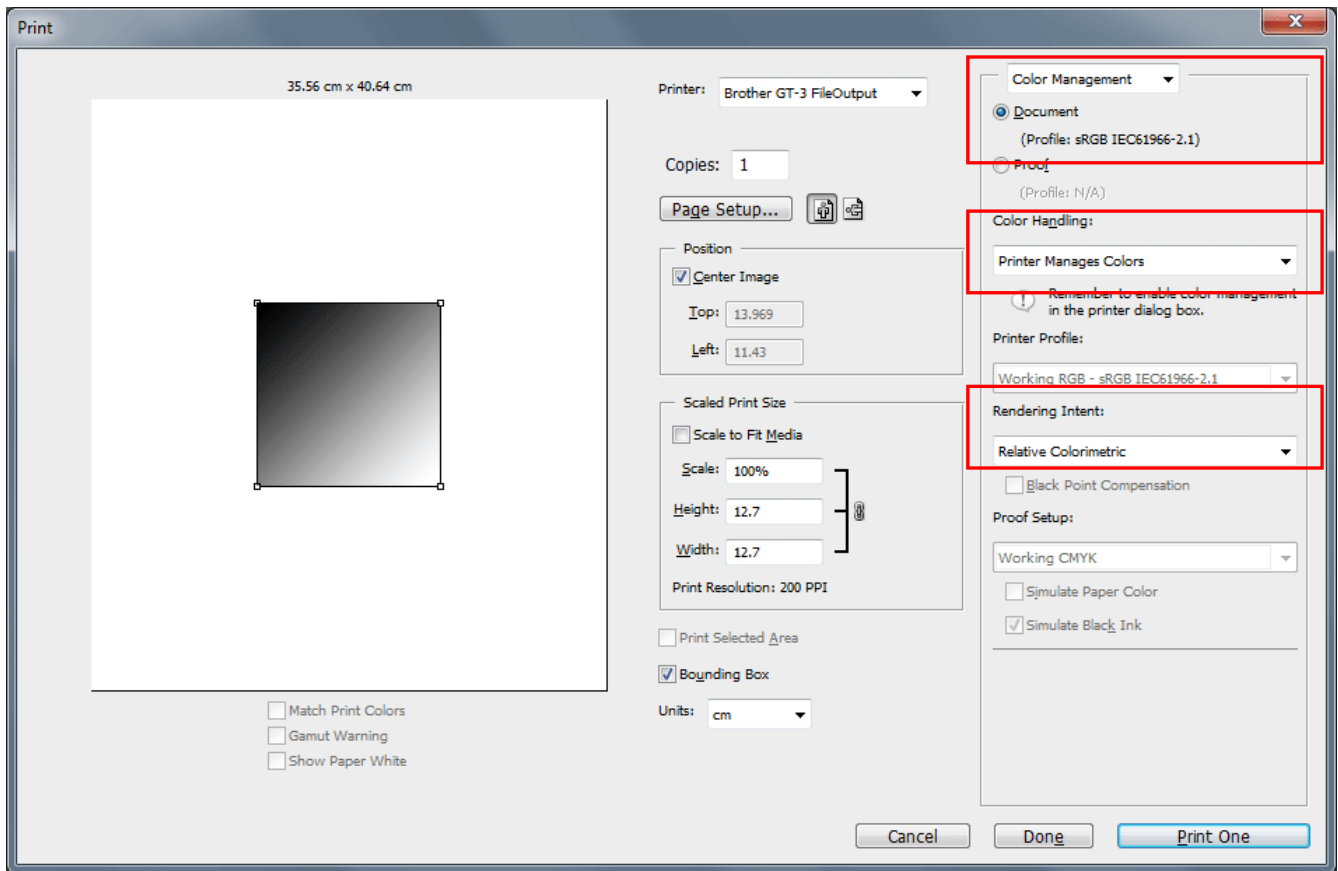 Print
35.56 cm x 40.64 cm
Match Print Colors
Gamut Warning
Show Paper White
Printer: Brother GT-3 FileOutput
Copies: 1
Page Setup...
Position
Center Image
Top: 13.969
Left: 11.43
Scaled Print Size
Scale to Fit Media
Scale: 100%
Height: 12.7
Width: 12.7
Print Resolution: 200 PPI
Print Selected Area
Bounding Box
Units: cm
Color Management
Document
(Profile: sRGB IEC61966-2.1)
Proof
(Profile: N/A)
Color Handling:
Printer Manages Colors
Remember to enable color management
in the printer dialog box.
Printer Profile:
Working RGB - sRGB IEC61966-2.1
Rendering Intent:
Relative Colorimetric
Black Point Compensation
Proof Setup:
Working CMYK
Simulate Paper Color
Simulate Black Ink
Cancel
Done
Print One